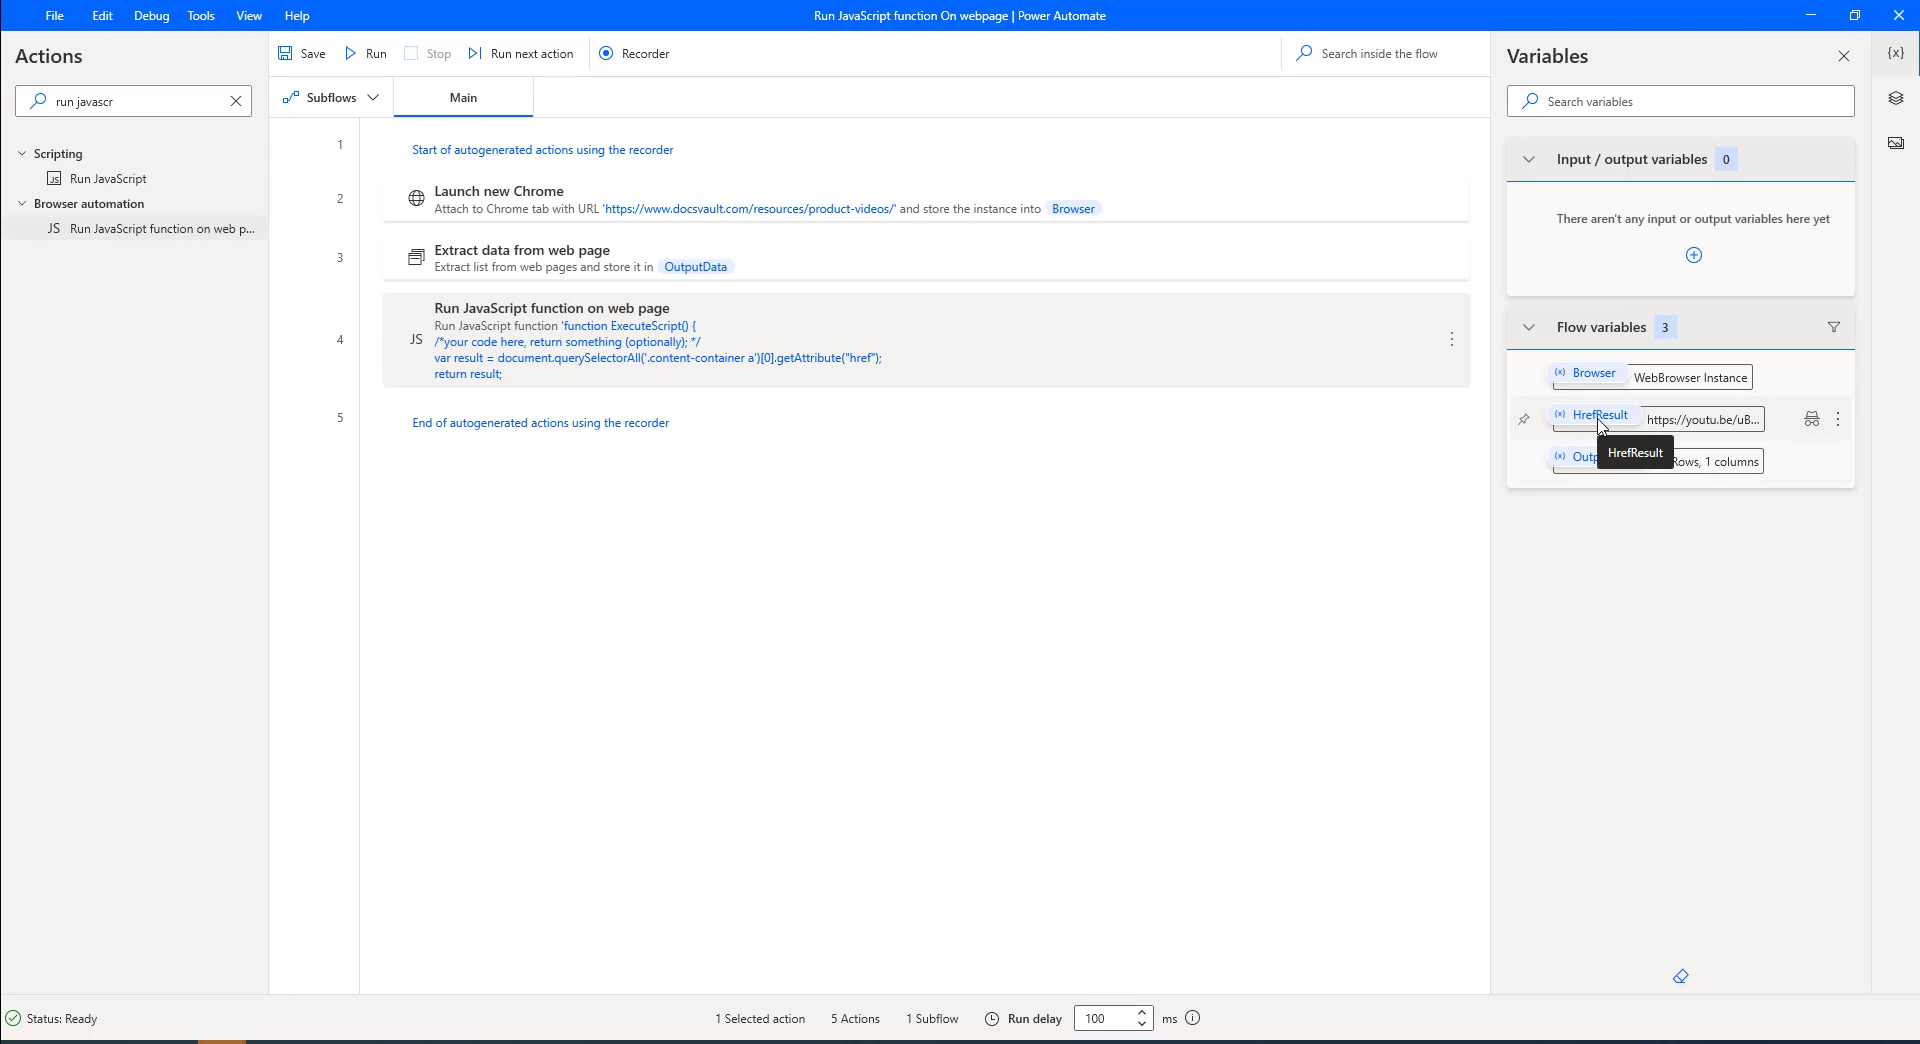 File Edit Debug Tools View Help
Run JavaScript function On webpage | Power Automate
Actions
run javascr
Scripting
JS Run JavaScript
Browser automation
JS Run JavaScript function on web p...
Save Run Stop Run next action Recorder
Search inside the flow
Subflows
Main
1
Start of autogenerated actions using the recorder
2
Launch new Chrome
Attach to Chrome tab with URL 'https://www.docsvault.com/resources/product-videos/' and store the instance into Browser
3
Extract data from web page
Extract list from web pages and store it in OutputData
4
JS
Run JavaScript function on web page
Run JavaScript function 'function ExecuteScript() {
/*your code here, return something (optionally); */
var result = document.querySelectorAll('.content-container a')[0].getAttribute("href");
return result;
5
End of autogenerated actions using the recorder
Variables
{x}
Search variables
Input / output variables 0
There aren't any input or output variables here yet
Flow variables 3
(x) Browser WebBrowser Instance
(x) HrefResult https://youtu.be/uB...
HrefResult
(x) Outp Rows, 1 columns
Status: Ready
1 Selected action 5 Actions 1 Subflow Run delay 100 ms